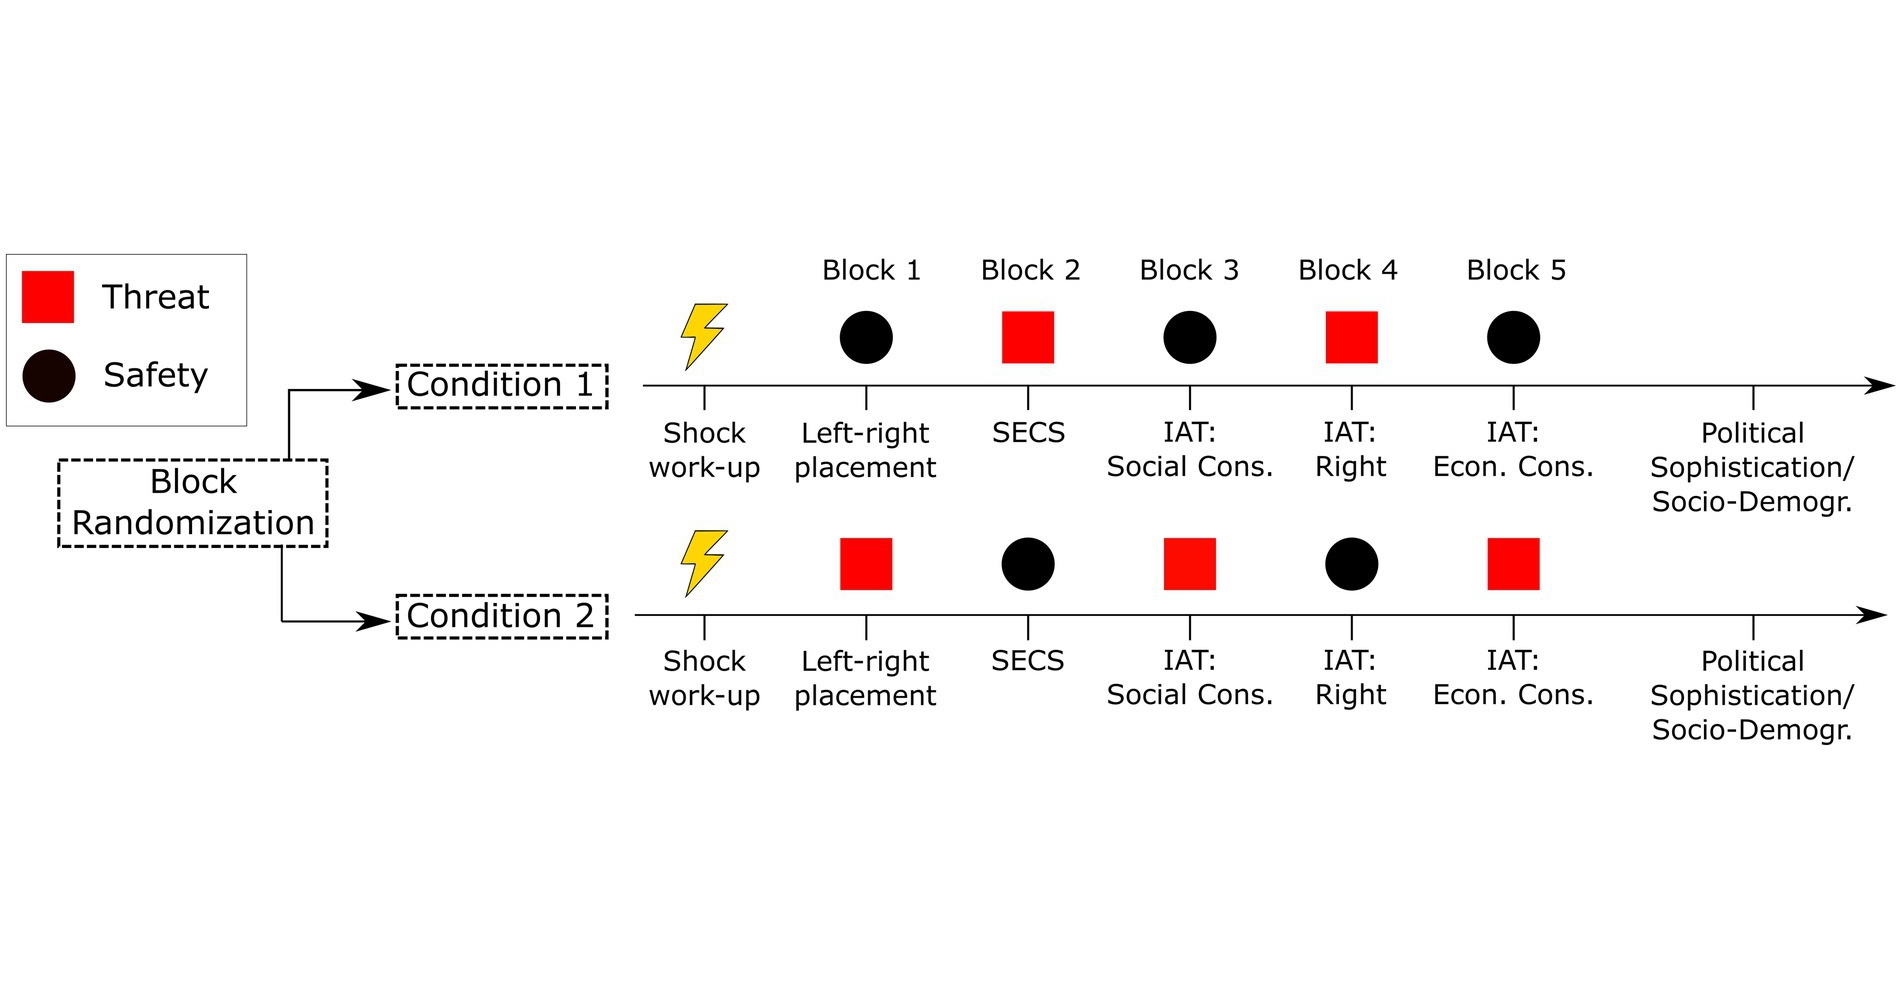 Threat
Safety
Block
Randomization
Condition 1
Block 1 Block 2 Block 3 Block 4 Block 5
Shock Left-right SECS IAT: IAT: IAT: Political
work-up placement Social Cons. Right Econ. Cons. Sophistication/
Socio-Demogr.
Condition 2
Shock Left-right SECS IAT: IAT: IAT: Political
work-up placement Social Cons. Right Econ. Cons. Sophistication/
Socio-Demogr.